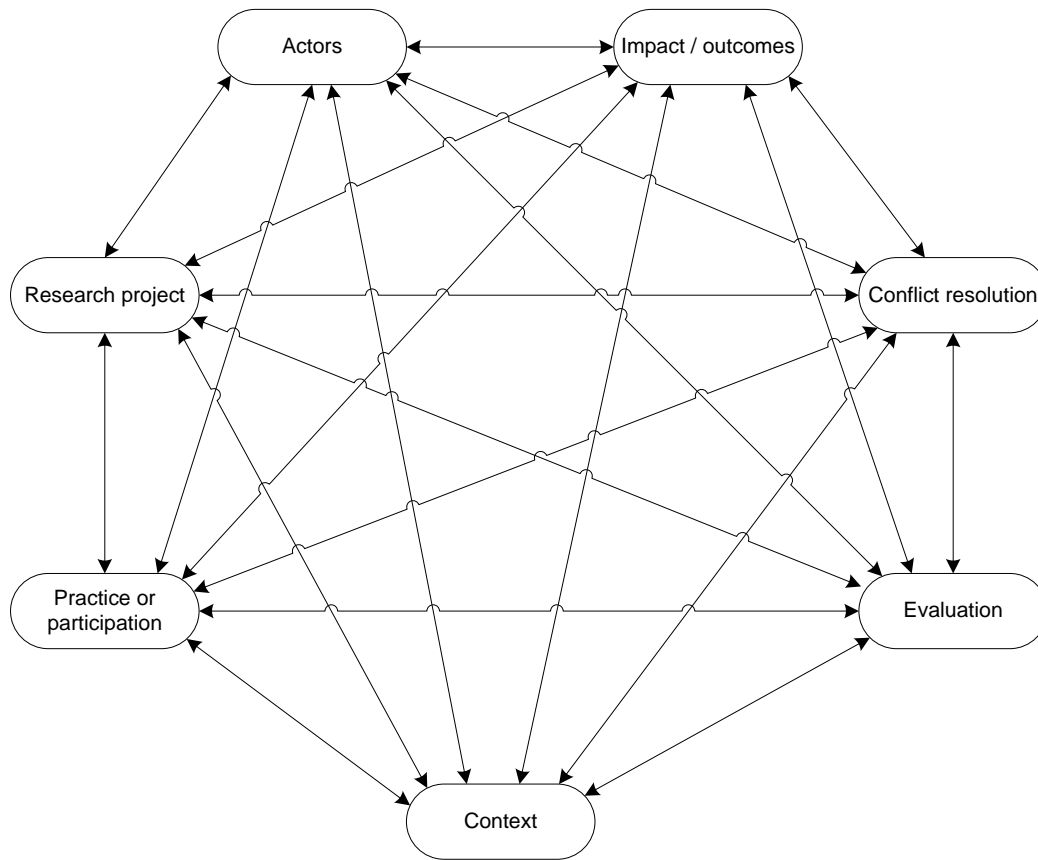 Actors
Impact / outcomes
Research project
Conflict resolution
Practice or
participation
Evaluation
Context